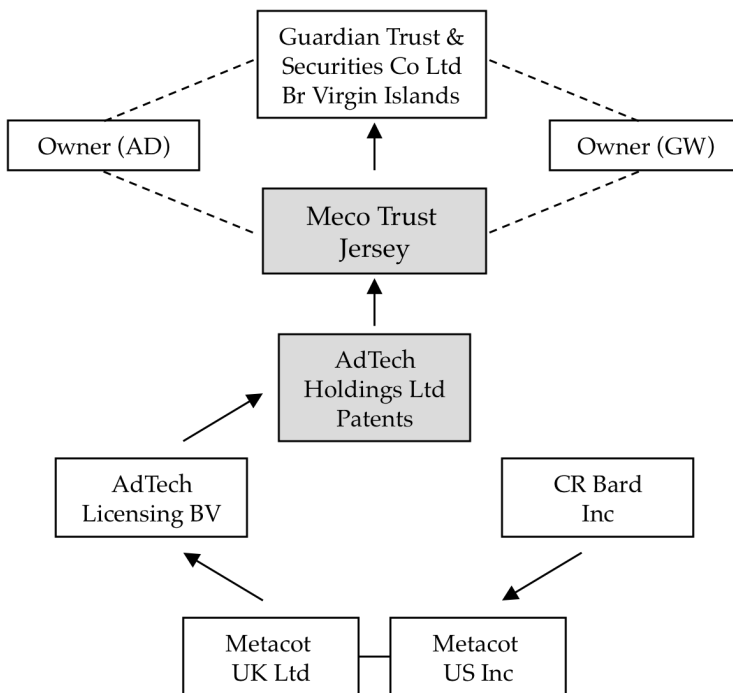 Guardian Trust &
Securities Co Ltd
Br Virgin Islands
Owner (AD)
Owner (GW)
Meco Trust
Jersey
AdTech
Holdings Ltd
Patents
AdTech
Licensing BV
CR Bard
Inc
Metacot
UK Ltd
Metacot
US Inc